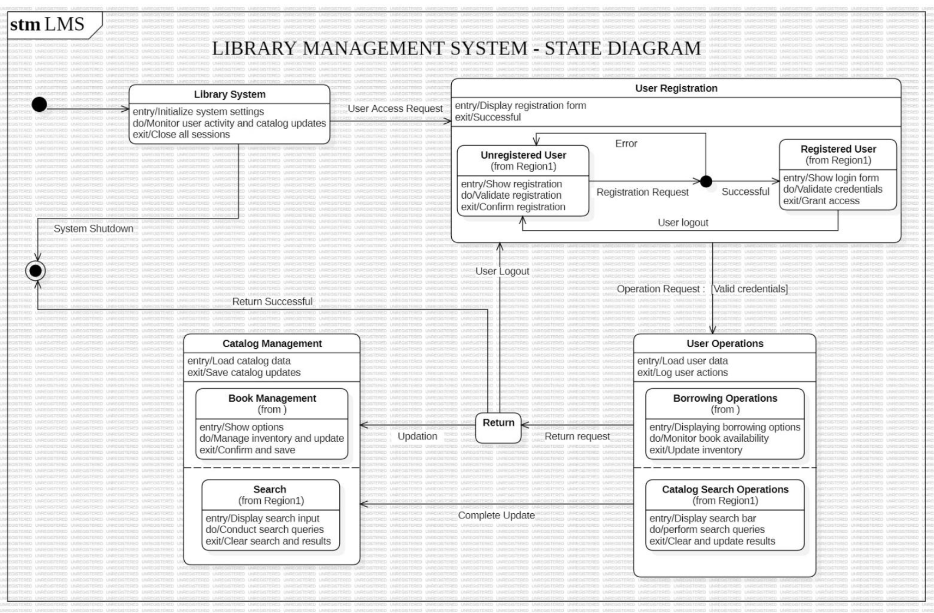 stm LMS
LIBRARY MANAGEMENT SYSTEM - STATE DIAGRAM
Library System
entry/Initialize system settings
do/Monitor user activity and catalog updates
exit/Close all sessions
User Access Request
User Registration
entry/Display registration form
exit/Successful
Error
Unregistered User
(from Region1)
entry/Show registration
do/Validate registration
exit/Confirm registration
Registration Request
Successful
Registered User
(from Region1)
entry/Show login form
do/Validate credentials
exit/Grant access
User logout
System Shutdown
User Logout
Operation Request : [Valid credentials]
Return Successful
Catalog Management
entry/Load catalog data
exit/Save catalog updates
Book Management
(from )
entry/Show options
do/Manage inventory and update
exit/Confirm and save
Search
(from Region1)
entry/Display search input
do/Conduct search queries
exit/Clear search and results
Updation
Return
Return request
Complete Update
User Operations
entry/Load user data
exit/Log user actions
Borrowing Operations
(from )
entry/Displaying borrowing options
do/Monitor book availability
exit/Update inventory
Catalog Search Operations
(from Region1)
entry/Display search bar
do/perform search queries
exit/Clear and update results